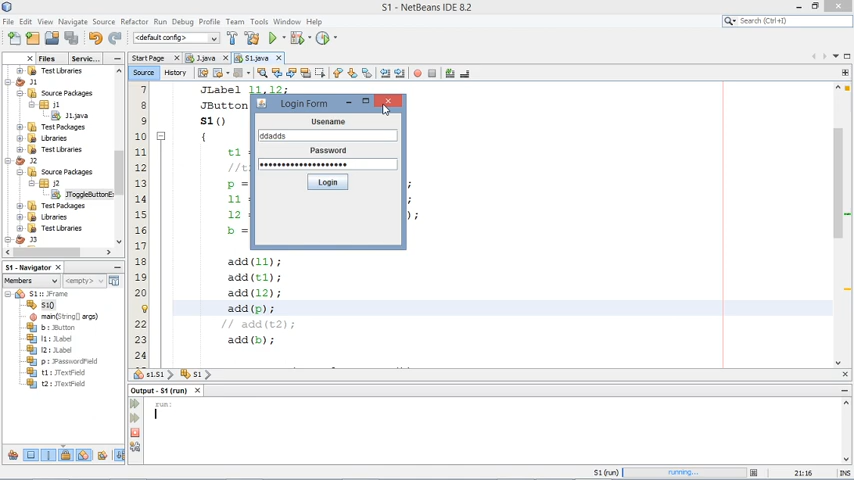 S1 - NetBeans IDE 8.2
File Edit View Navigate Source Refactor Run Debug Profile Team Tools Window Help
Search (Ctrl+I)
<default config>
Files
Servic...
Start Page
J.java
S1.java
Source
History
Test Libraries
J1
Source Packages
j1
J1.java
Test Packages
Libraries
Test Libraries
J2
Source Packages
j2
JToggleButtonE
Test Packages
Libraries
Test Libraries
J3
7 JLabel l1,l2;
8 JButton
9 S1()
10 {
11 t1 =
12 //t
13 p = ;
14 l1 = ;
15 l2 = );
16 b =
17
18 add(l1);
19 add(t1);
20 add(l2);
21 add(p);
22 // add(t2);
23 add(b);
24
Login Form
Usename
ddadds
Password
Login
S1 - Navigator
Members
<empty>
S1 :: JFrame
S1()
main(String[] args)
b : JButton
l1 : JLabel
l2 : JLabel
p : JPasswordField
t1 : JTextField
t2 : JTextField
s1.S1
S1
Output - S1 (run)
run:
S1 (run)
running...
21:16
INS